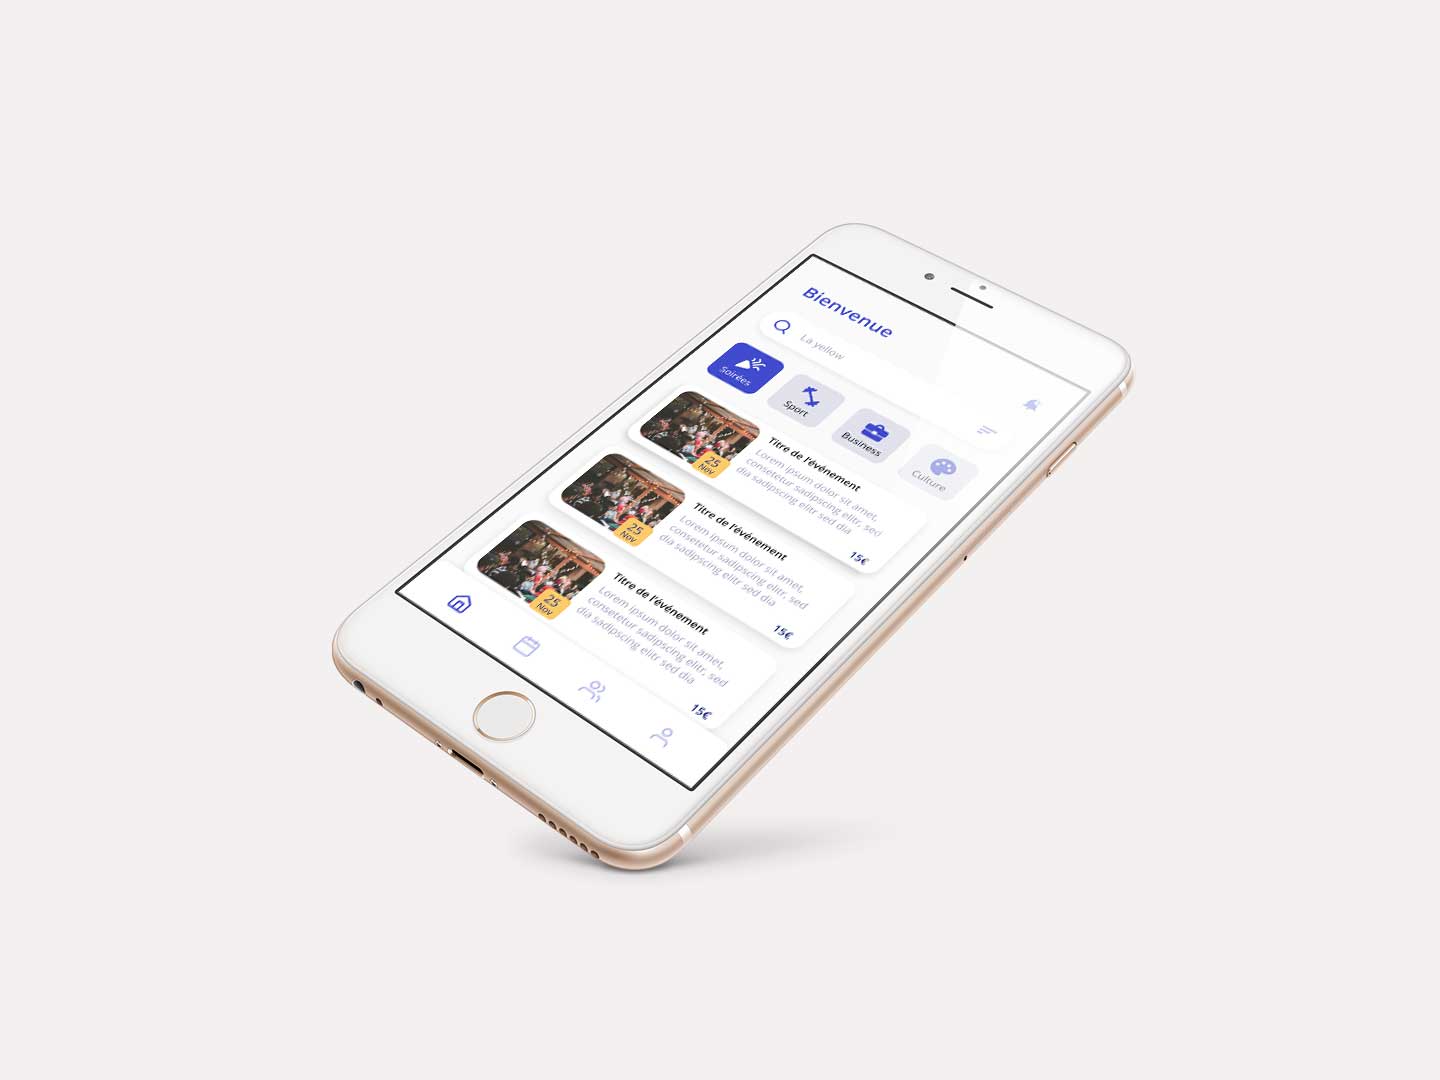 Bienvenue
La yellow
Soirées
Sport
Business
Culture
Titre de l'événement
Lorem ipsum dolor sit amet,
consetetur sadipscing elitr, sed
dia sadipscing elitr sed dia
25
Nov
15€
Titre de l'événement
Lorem ipsum dolor sit amet,
consetetur sadipscing elitr, sed
dia sadipscing elitr sed dia
25
Nov
15€
Titre de l'événement
Lorem ipsum dolor sit amet,
consetetur sadipscing elitr, sed
dia sadipscing elitr sed dia
25
Nov
15€